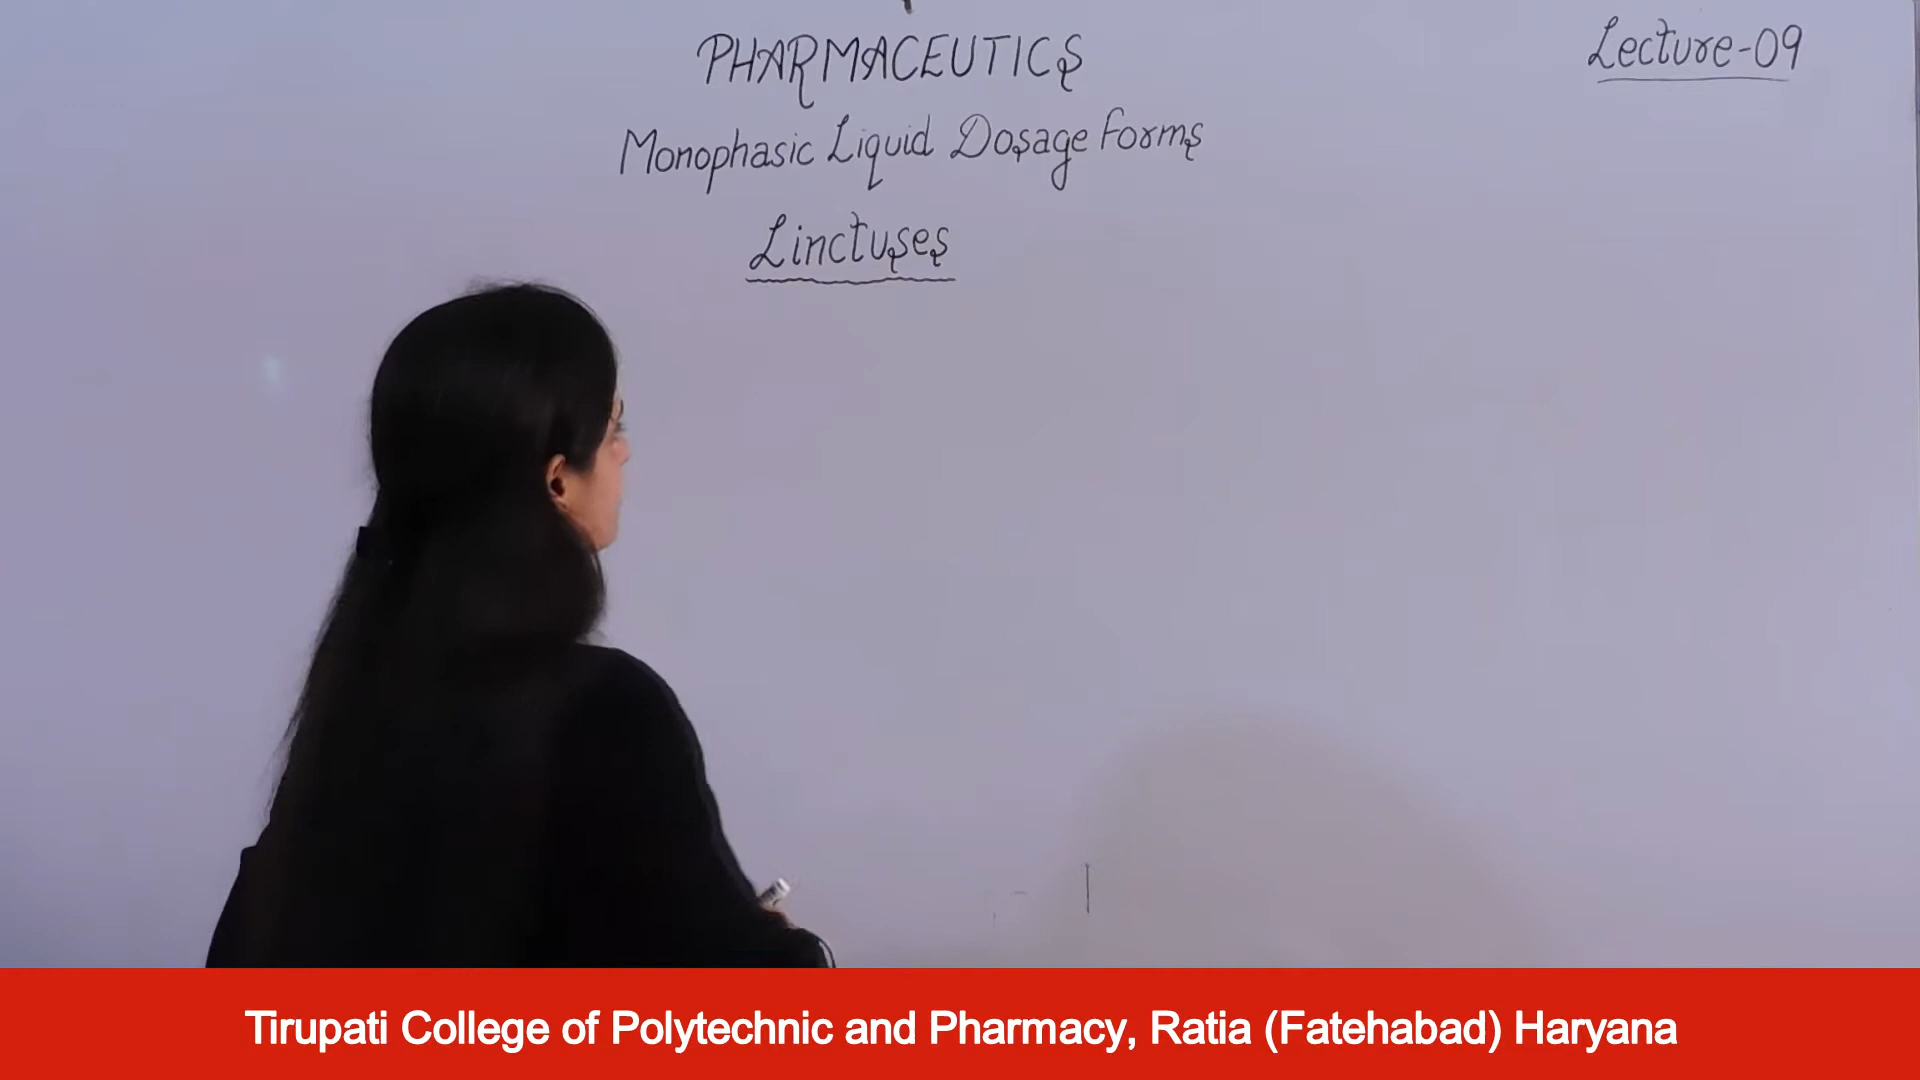 PHARMACEUTICS
Lecture-09
Monophasic Liquid Dosage Forms
Linctuses
Tirupati College of Polytechnic and Pharmacy, Ratia (Fatehabad) Haryana